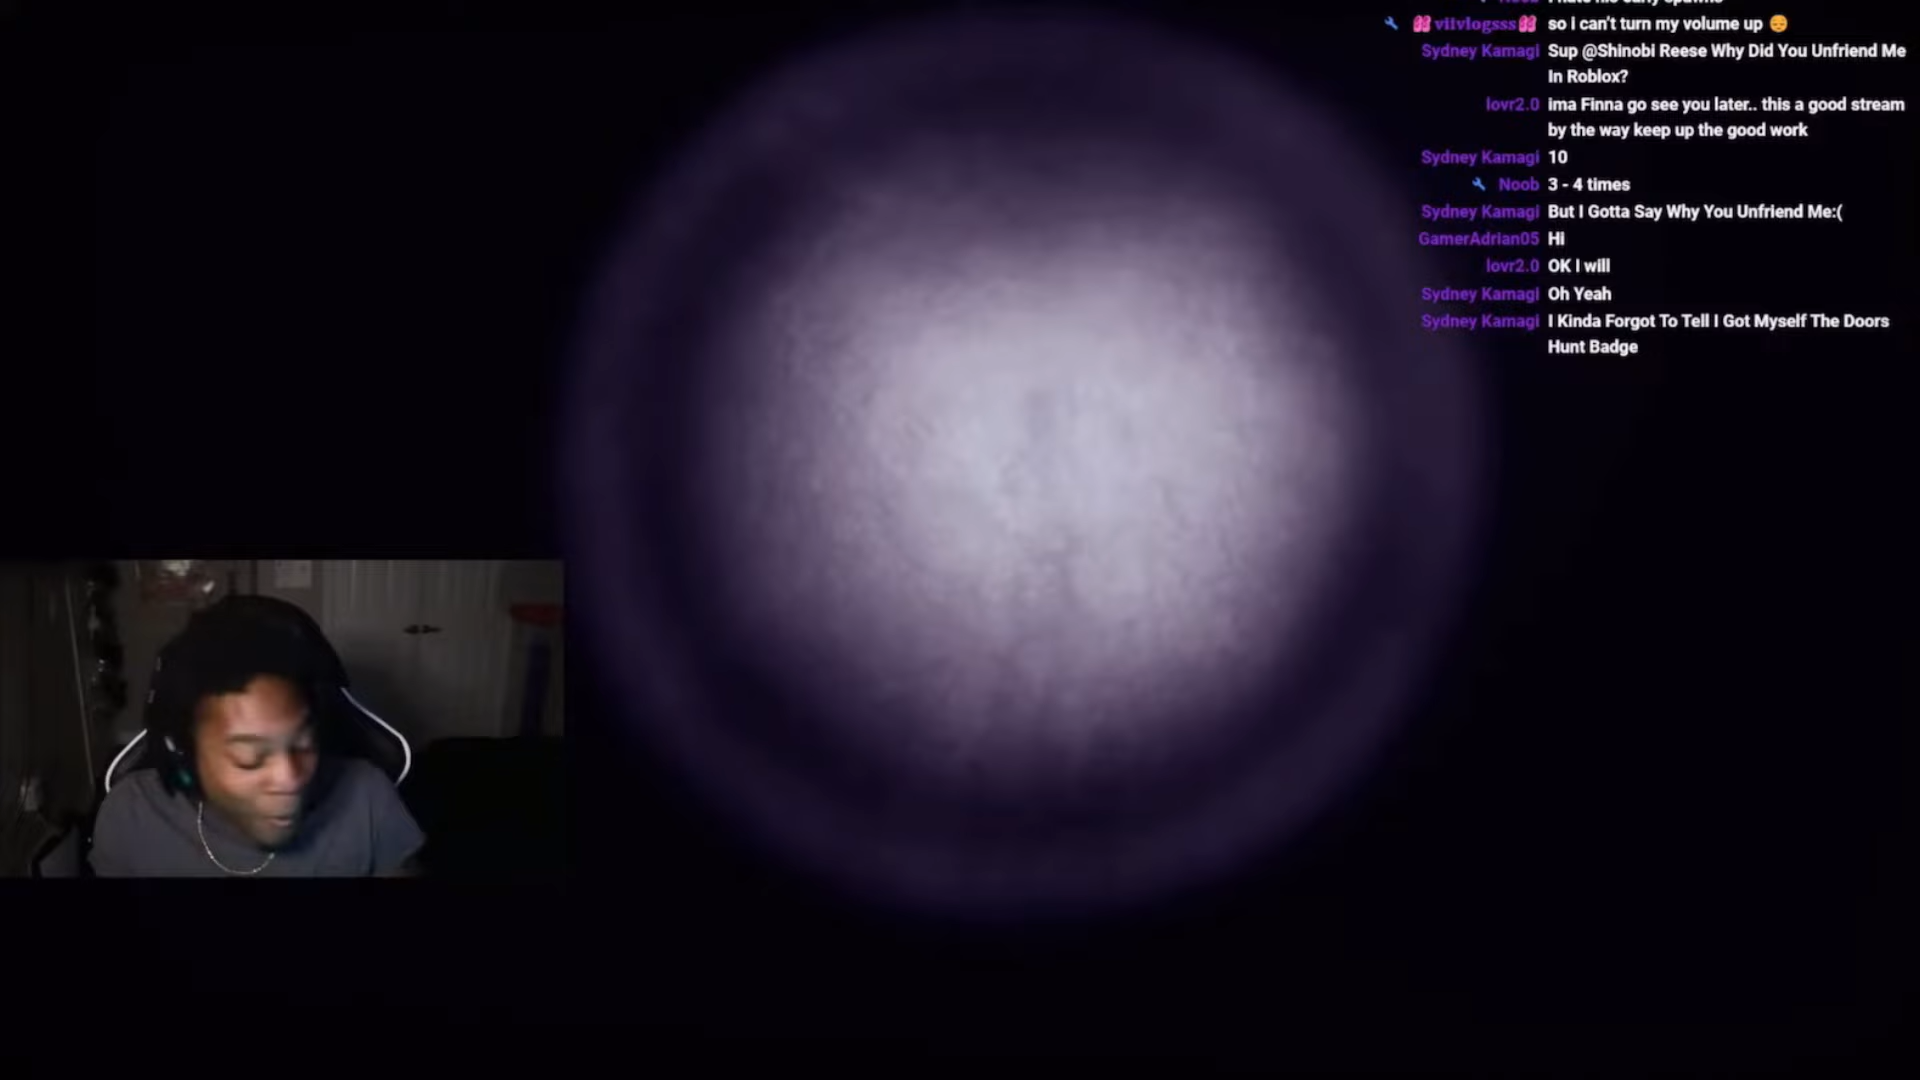 viivlogsss so i can't turn my volume up 😔
Sydney Kamagi Sup @Shinobi Reese Why Did You Unfriend Me
In Roblox?
lovr2.0 ima Finna go see you later.. this a good stream
by the way keep up the good work
Sydney Kamagi 10
Noob 3 - 4 times
Sydney Kamagi But I Gotta Say Why You Unfriend Me:(
GamerAdrian05 Hi
lovr2.0 OK I will
Sydney Kamagi Oh Yeah
Sydney Kamagi I Kinda Forgot To Tell I Got Myself The Doors
Hunt Badge